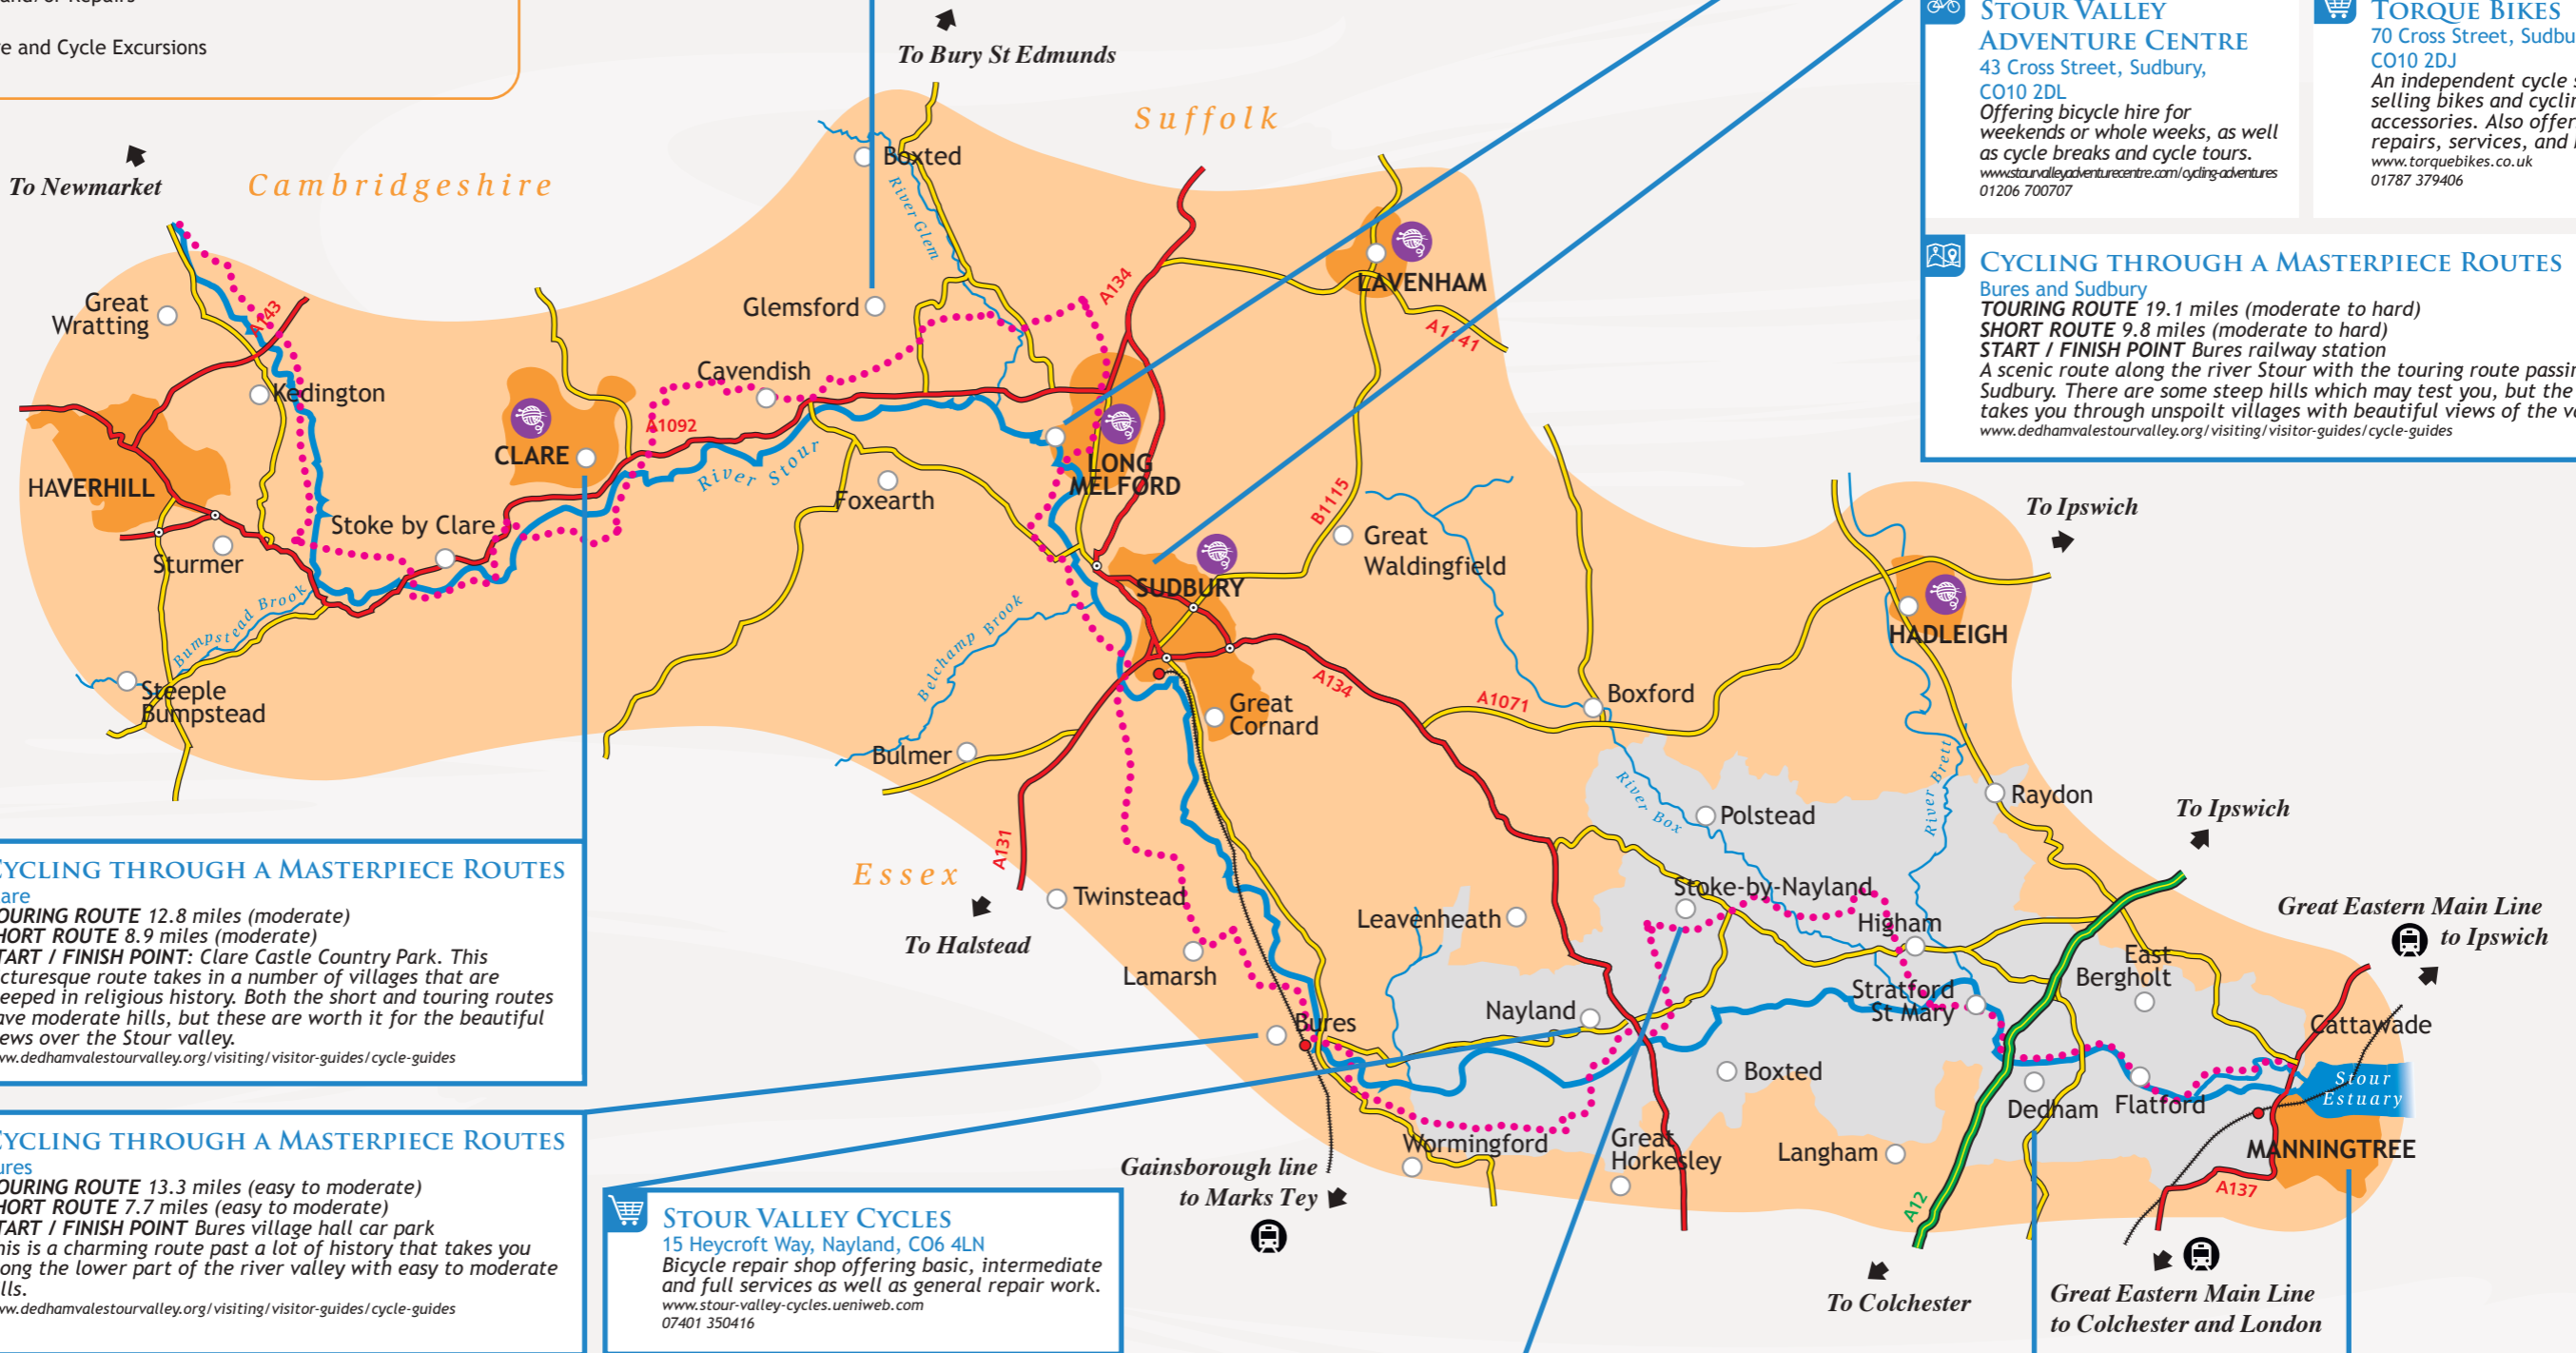 and/or Repairs
e and Cycle Excursions
To Bury St Edmunds
Suffolk
To Newmarket
Cambridgeshire
STOUR VALLEY
ADVENTURE CENTRE
43 Cross Street, Sudbury,
CO10 2DL
Offering bicycle hire for
weekends or whole weeks, as well
as cycle breaks and cycle tours.
www.stourvalleyadventurecentre.com/cycling-adventures
01206 700707
TORQUE BIKES
70 Cross Street, Sudbu
CO10 2DJ
An independent cycle s
selling bikes and cyclin
accessories. Also offer
repairs, services, and
www.torquebikes.co.uk
01787 379406
CYCLING THROUGH A MASTERPIECE ROUTES
Bures and Sudbury
TOURING ROUTE 19.1 miles (moderate to hard)
SHORT ROUTE 9.8 miles (moderate to hard)
START / FINISH POINT Bures railway station
A scenic route along the river Stour with the touring route passin
Sudbury. There are some steep hills which may test you, but the
takes you through unspoilt villages with beautiful views of the v
www.dedhamvalestourvalley.org/visiting/visitor-guides/cycle-guides
Boxted
River Glem
Great
Wratting
A143
Glemsford
A134
LAVENHAM
A1141
Kedington
Cavendish
CLARE
A1092
River Stour
LONG
MELFORD
HAVERHILL
Foxearth
B1115
Great
Waldingfield
To Ipswich
Stoke by Clare
Sturmer
SUDBURY
Bumpstead Brook
Belchamp Brook
HADLEIGH
Steeple
Bumpstead
A134
A1071
Boxford
Great
Cornard
Bulmer
River Box
River Brett
Raydon
Polstead
To Ipswich
A131
Essex
Twinstead
To Halstead
Lamarsh
Leavenheath
Stoke-by-Nayland
Higham
East
Bergholt
Great Eastern Main Line
to Ipswich
Stratford
St Mary
Nayland
Bures
Cattawade
Boxted
Stour
Estuary
Dedham
Flatford
MANNINGTREE
Wormingford
Great
Horkesley
Langham
A12
A137
Gainsborough line
to Marks Tey
To Colchester
Great Eastern Main Line
to Colchester and London
CYCLING THROUGH A MASTERPIECE ROUTES
are
OURING ROUTE 12.8 miles (moderate)
HORT ROUTE 8.9 miles (moderate)
TART / FINISH POINT: Clare Castle Country Park. This
cturesque route takes in a number of villages that are
eeped in religious history. Both the short and touring routes
ave moderate hills, but these are worth it for the beautiful
ews over the Stour valley.
ww.dedhamvalestourvalley.org/visiting/visitor-guides/cycle-guides
CYCLING THROUGH A MASTERPIECE ROUTES
ures
OURING ROUTE 13.3 miles (easy to moderate)
HORT ROUTE 7.7 miles (easy to moderate)
TART / FINISH POINT Bures village hall car park
his is a charming route past a lot of history that takes you
ong the lower part of the river valley with easy to moderate
lls.
ww.dedhamvalestourvalley.org/visiting/visitor-guides/cycle-guides
STOUR VALLEY CYCLES
15 Heycroft Way, Nayland, CO6 4LN
Bicycle repair shop offering basic, intermediate
and full services as well as general repair work.
www.stour-valley-cycles.ueniweb.com
07401 350416